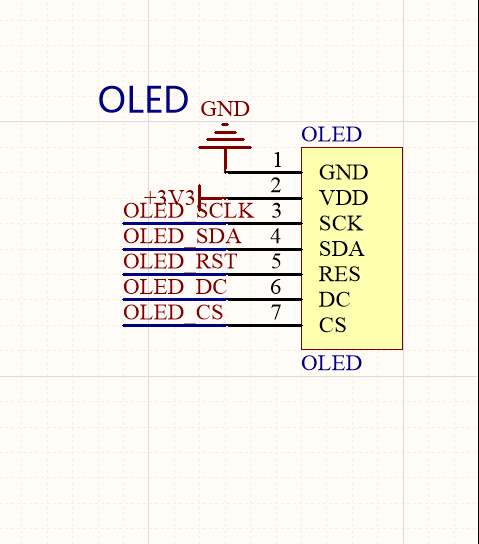 OLED
GND
OLED
1 GND
+3V3 2 VDD
OLED_SCLK 3 SCK
OLED_SDA 4 SDA
OLED_RST 5 RES
OLED_DC 6 DC
OLED_CS 7 CS
OLED